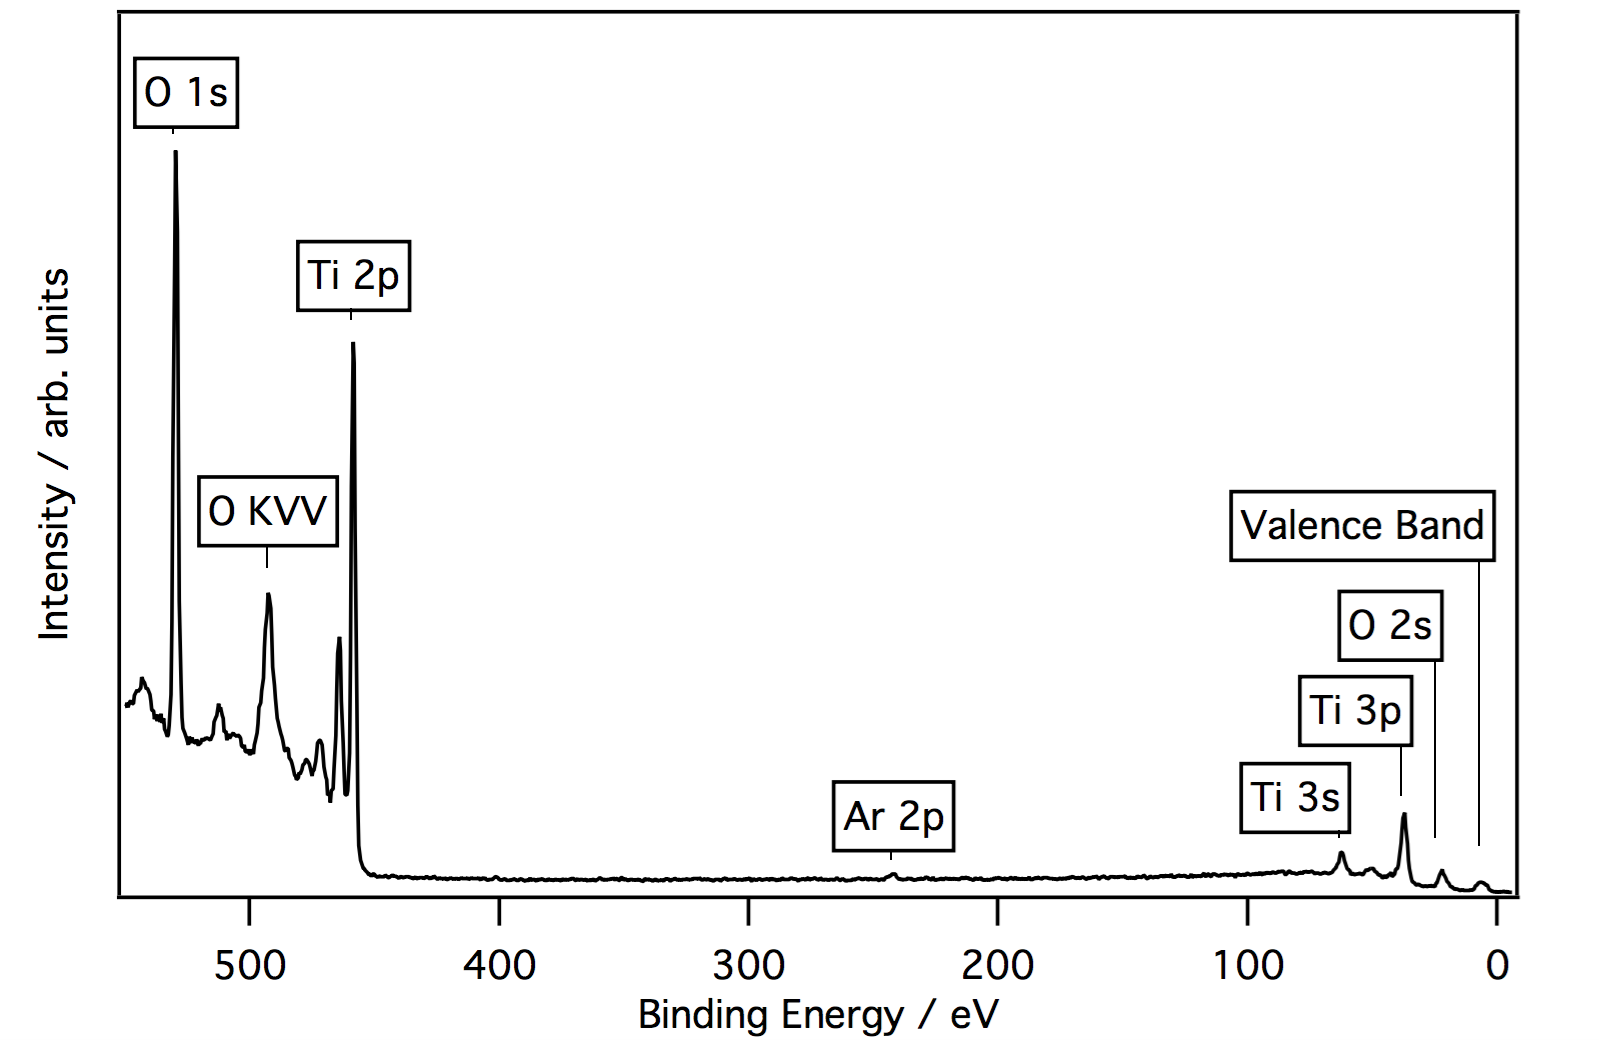 O 1s
Ti 2p
O KVV
Valence Band
O 2s
Ti 3p
Ti 3s
Ar 2p
Intensity / arb. units
500 400 300 200 100 0
Binding Energy / eV